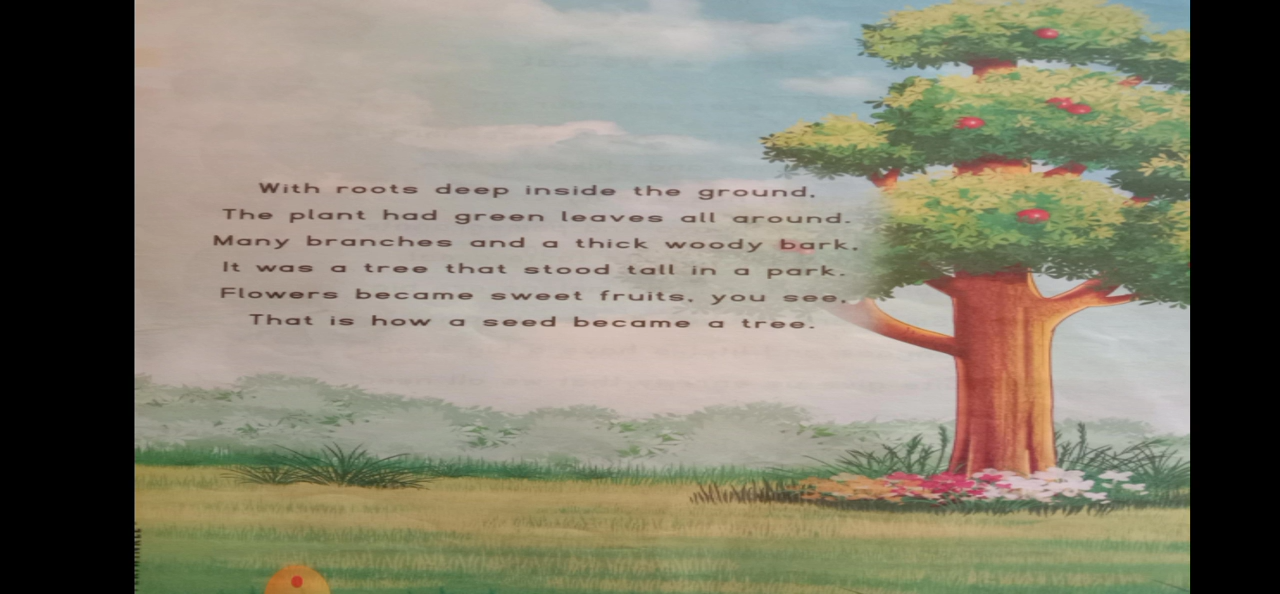 With roots deep inside the ground.
The plant had green leaves all around.
Many branches and a thick woody bark.
It was a tree that stood tall in a park.
Flowers became sweet fruits, you see,
That is how a seed became a tree.